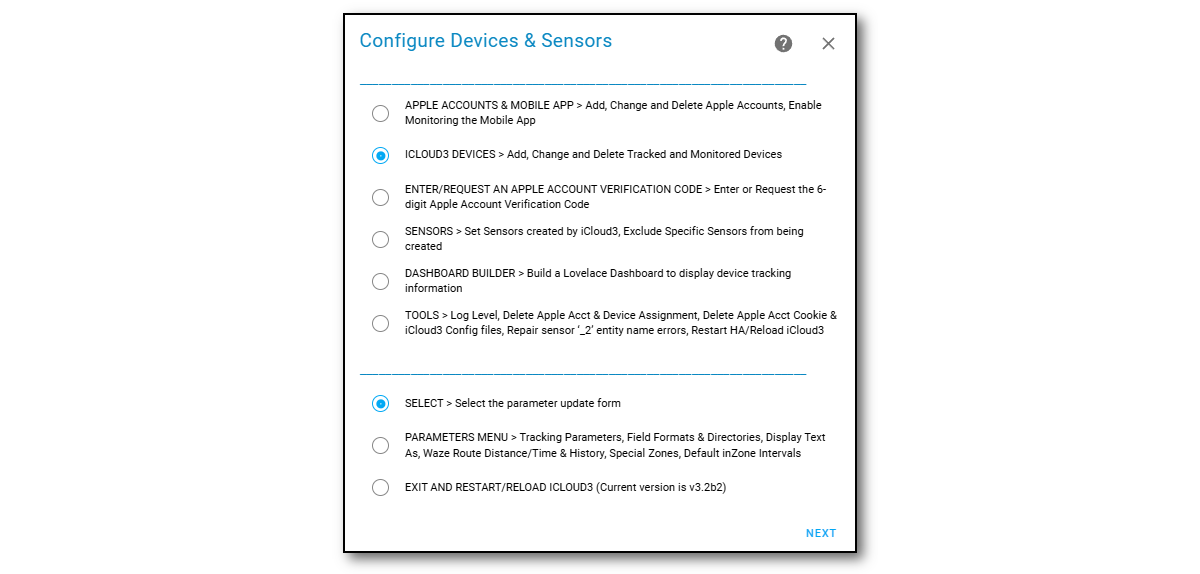 Configure Devices & Sensors
APPLE ACCOUNTS & MOBILE APP > Add, Change and Delete Apple Accounts, Enable
Monitoring the Mobile App
ICLOUD3 DEVICES > Add, Change and Delete Tracked and Monitored Devices
ENTER/REQUEST AN APPLE ACCOUNT VERIFICATION CODE > Enter or Request the 6-
digit Apple Account Verification Code
SENSORS > Set Sensors created by iCloud3, Exclude Specific Sensors from being
created
DASHBOARD BUILDER > Build a Lovelace Dashboard to display device tracking
information
TOOLS > Log Level, Delete Apple Acct & Device Assignment, Delete Apple Acct Cookie &
iCloud3 Config files, Repair sensor ‘_2’ entity name errors, Restart HA/Reload iCloud3
SELECT > Select the parameter update form
PARAMETERS MENU > Tracking Parameters, Field Formats & Directories, Display Text
As, Waze Route Distance/Time & History, Special Zones, Default inZone Intervals
EXIT AND RESTART/RELOAD ICLOUD3 (Current version is v3.2b2)
NEXT